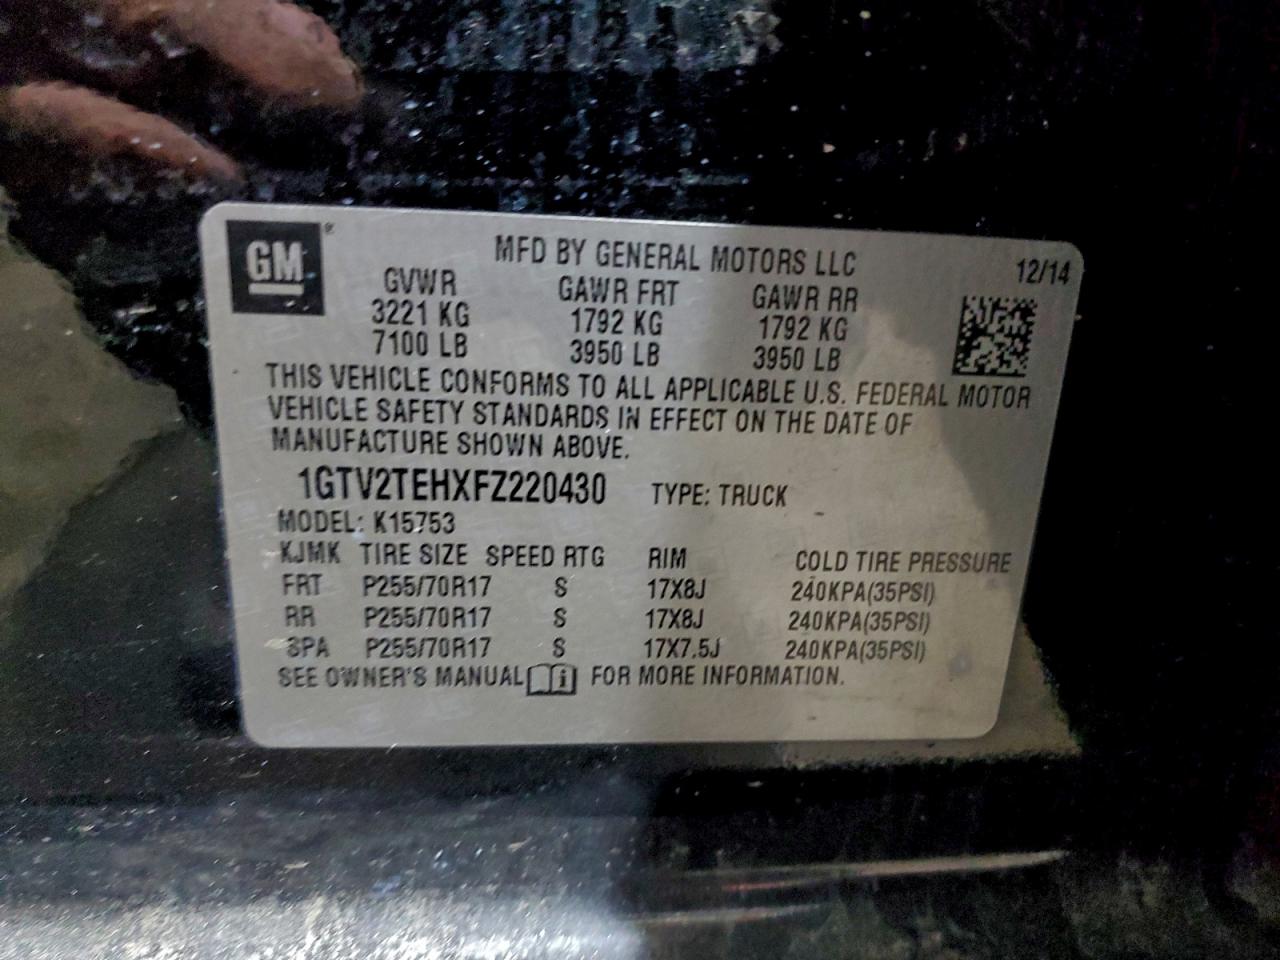 GM ®
MFD BY GENERAL MOTORS LLC 12/14
GVWR GAWR FRT GAWR RR
3221 KG 1792 KG 1792 KG
7100 LB 3950 LB 3950 LB
THIS VEHICLE CONFORMS TO ALL APPLICABLE U.S. FEDERAL MOTOR
VEHICLE SAFETY STANDARDS IN EFFECT ON THE DATE OF
MANUFACTURE SHOWN ABOVE.
1GTV2TEHXFZ220430 TYPE: TRUCK
MODEL: K15753
KJMK TIRE SIZE SPEED RTG RIM COLD TIRE PRESSURE
FRT P255/70R17 S 17X8J 240KPA(35PSI)
RR P255/70R17 S 17X8J 240KPA(35PSI)
SPA P255/70R17 S 17X7.5J 240KPA(35PSI)
SEE OWNER'S MANUAL i FOR MORE INFORMATION.